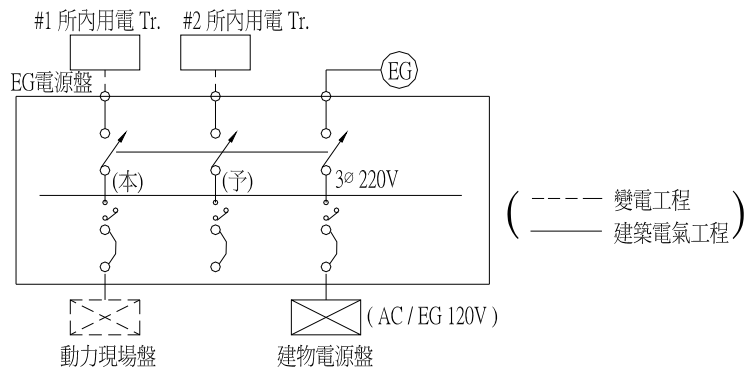 #1 所內用電 Tr.
#2 所內用電 Tr.
EG電源盤
EG
(本)
(予)
3∅ 220V
變電工程
建築電氣工程
( AC / EG 120V )
動力現場盤
建物電源盤